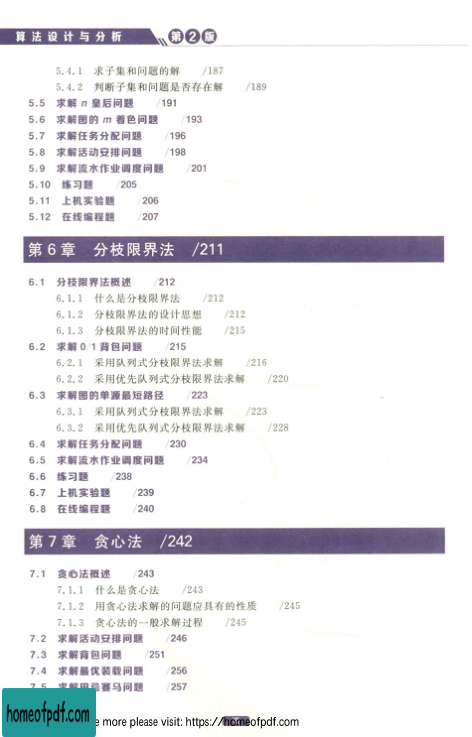 算法设计与分析 第2版
5.4.1 求子集和问题的解 /187
5.4.2 判断子集和问题是否存在解 /189
5.5 求解 n 皇后问题 /191
5.6 求解图的 m 着色问题 /193
5.7 求解任务分配问题 /196
5.8 求解活动安排问题 /198
5.9 求解流水作业调度问题 /201
5.10 练习题 /205
5.11 上机实验题 /206
5.12 在线编程题 /207
第6章 分枝限界法 /211
6.1 分枝限界法概述 /212
6.1.1 什么是分枝限界法 /212
6.1.2 分枝限界法的设计思想 /212
6.1.3 分枝限界法的时间性能 /215
6.2 求解 0/1 背包问题 /215
6.2.1 采用队列式分枝限界法求解 /216
6.2.2 采用优先队列式分枝限界法求解 /220
6.3 求解图的单源最短路径 /223
6.3.1 采用队列式分枝限界法求解 /223
6.3.2 采用优先队列式分枝限界法求解 /228
6.4 求解任务分配问题 /230
6.5 求解流水作业调度问题 /234
6.6 练习题 /238
6.7 上机实验题 /239
6.8 在线编程题 /240
第7章 贪心法 /242
7.1 贪心法概述 /243
7.1.1 什么是贪心法 /243
7.1.2 用贪心法求解的问题应具有的性质 /245
7.1.3 贪心法的一般求解过程 /245
7.2 求解活动安排问题 /246
7.3 求解背包问题 /251
7.4 求解最优装载问题 /256
7.5 求解田忌赛马问题 /257
homeofpdf.com
e more please visit: https://homeofpdf.com